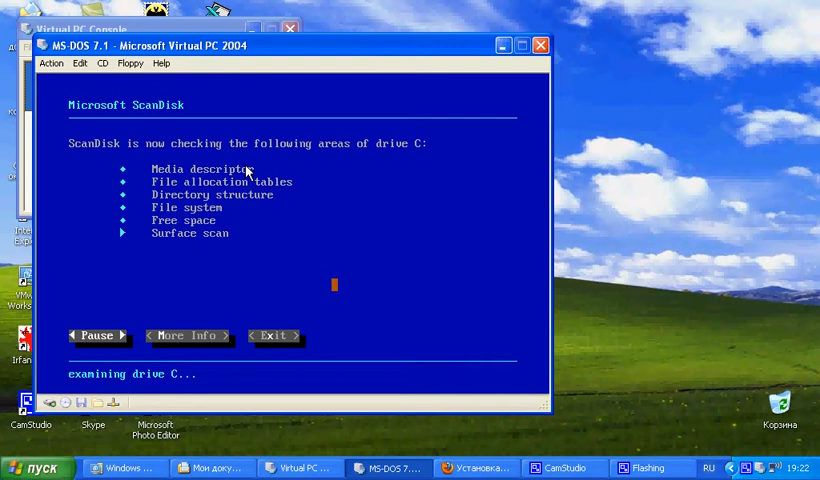 Virtual PC Console
MS-DOS 7.1 - Microsoft Virtual PC 2004
Action Edit CD Floppy Help
Microsoft ScanDisk
ScanDisk is now checking the following areas of drive C:
Media descriptor
File allocation tables
Directory structure
File system
Free space
Surface scan
Pause < More Info > < Exit >
examining drive C...
CamStudio
Skype
Microsoft
Photo Editor
Корзина
пуск
Windows ...
Мои доку...
Virtual PC ...
MS-DOS 7....
Установка...
CamStudio
Flashing
RU
19:22